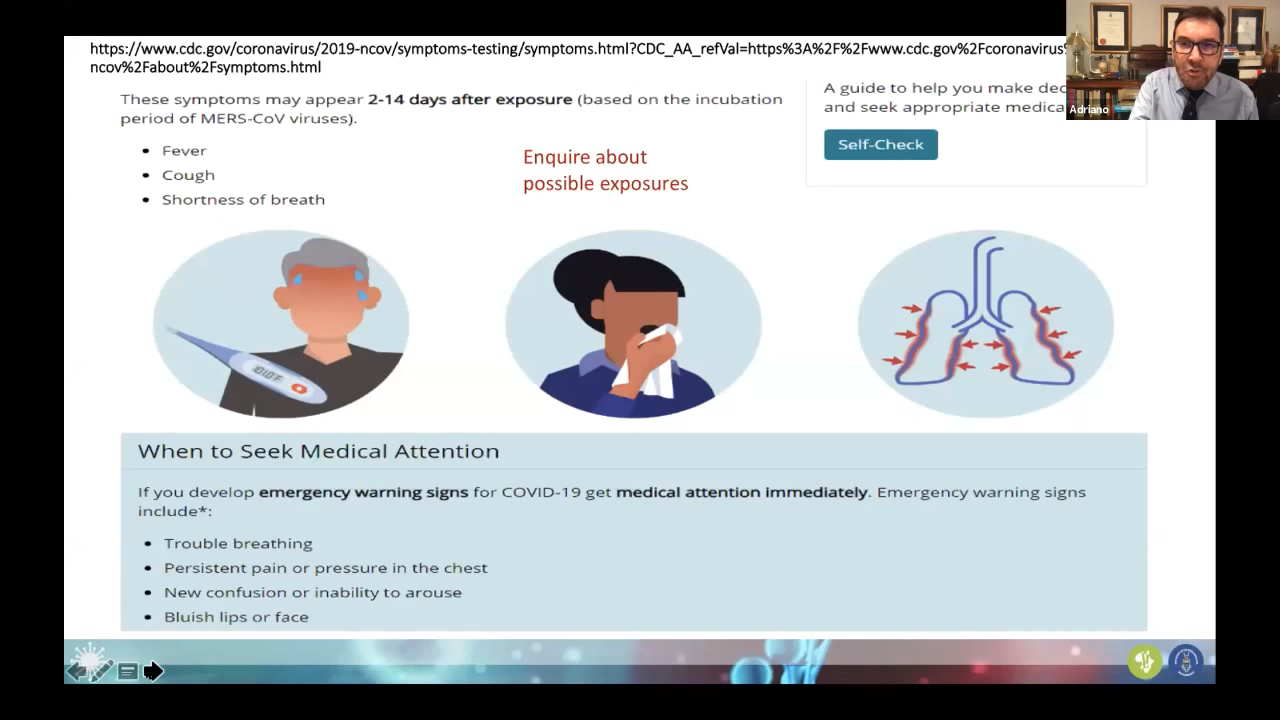 https://www.cdc.gov/coronavirus/2019-ncov/symptoms-testing/symptoms.html?CDC_AA_refVal=https%3A%2F%2Fwww.cdc.gov%2Fcoronavirus%
ncov%2Fabout%2Fsymptoms.html
These symptoms may appear 2-14 days after exposure (based on the incubation
period of MERS-CoV viruses).
• Fever
• Cough
• Shortness of breath
Enquire about
possible exposures
A guide to help you make dec
and seek appropriate medica
Self-Check
Adriano
When to Seek Medical Attention
If you develop emergency warning signs for COVID-19 get medical attention immediately. Emergency warning signs
include*:
• Trouble breathing
• Persistent pain or pressure in the chest
• New confusion or inability to arouse
• Bluish lips or face